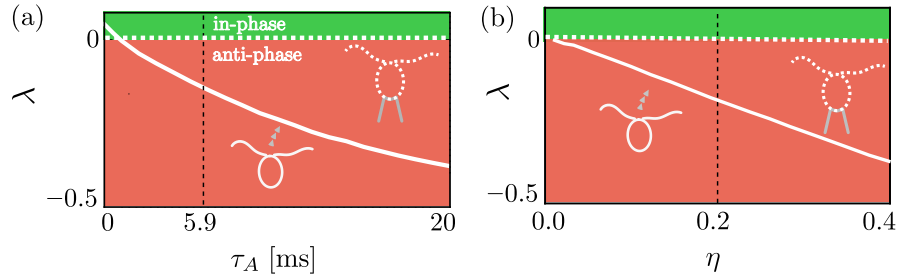 (a)
in-phase
0
anti-phase
λ
−0.5
0
5.9
20
τ_A [ms]
(b)
0
λ
−0.5
0.0
0.2
0.4
η